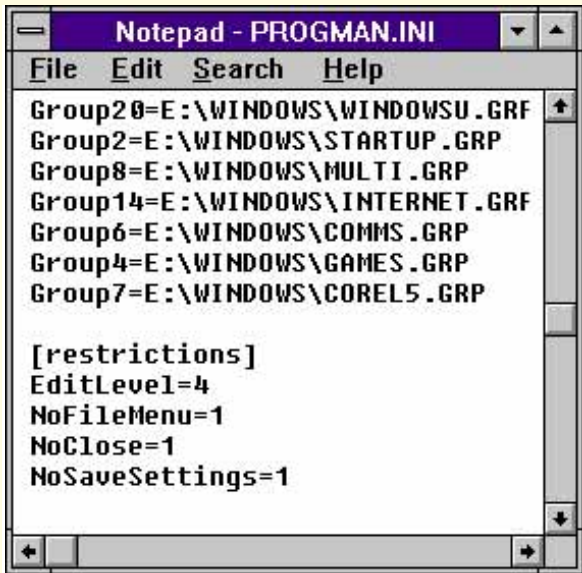 Notepad - PROGMAN.INI
File Edit Search Help
Group20=E:\WINDOWS\WINDOWSU.GRP
Group2=E:\WINDOWS\STARTUP.GRP
Group8=E:\WINDOWS\MULTI.GRP
Group14=E:\WINDOWS\INTERNET.GRP
Group6=E:\WINDOWS\COMMS.GRP
Group4=E:\WINDOWS\GAMES.GRP
Group7=E:\WINDOWS\COREL5.GRP
[restrictions]
EditLevel=4
NoFileMenu=1
NoClose=1
NoSaveSettings=1